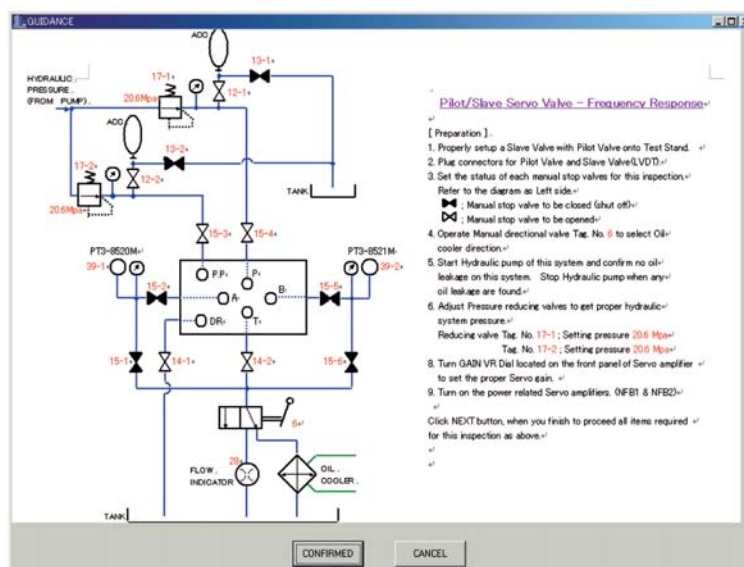 GUIDANCE
ACC
13-1
17-1
HYDRAULIC
PRESSURE
(FROM PUMP)
12-1
20.6Mpa
ACC
13-2
17-2
12-2
TANK
20.6Mpa
15-3
15-4
PT3-8520M
PT3-8521M
39-1
39-2
P.P
P
15-2
A
B
15-5
DR
T
15-1
14-1
14-2
15-6
6
28
FLOW
INDICATOR
OIL
COOLER
TANK
Pilot/Slave Servo Valve - Frequency Response
[ Preparation ].
1. Properly setup a Slave Valve with Pilot Valve onto Test Stand.
2. Plug connectors for Pilot Valve and Slave Valve(LVDT).
3. Set the status of each manual stop valves for this inspection.
Refer to the diagram as Left side.
; Manual stop valve to be closed (shut off)
; Manual stop valve to be opened
4. Operate Manual directional valve Tag. No. 6 to select Oil
cooler direction.
5. Start Hydraulic pump of this system and confirm no oil
leakage on this system. Stop Hydraulic pump when any
oil leakage are found.
6. Adjust Pressure reducing valves to get proper hydraulic
system pressure.
Reducing valve Tag. No. 17-1 ; Setting pressure 20.6 Mpa
Tag. No. 17-2 ; Setting pressure 20.6 Mpa
8. Turn GAIN VR Dial located on the front panel of Servo amplifier
to set the proper Servo gain.
9. Turn on the power related Servo amplifiers. (NFB1 & NFB2)
Click NEXT button, when you finish to proceed all items required
for this inspection as above.
CONFIRMED
CANCEL